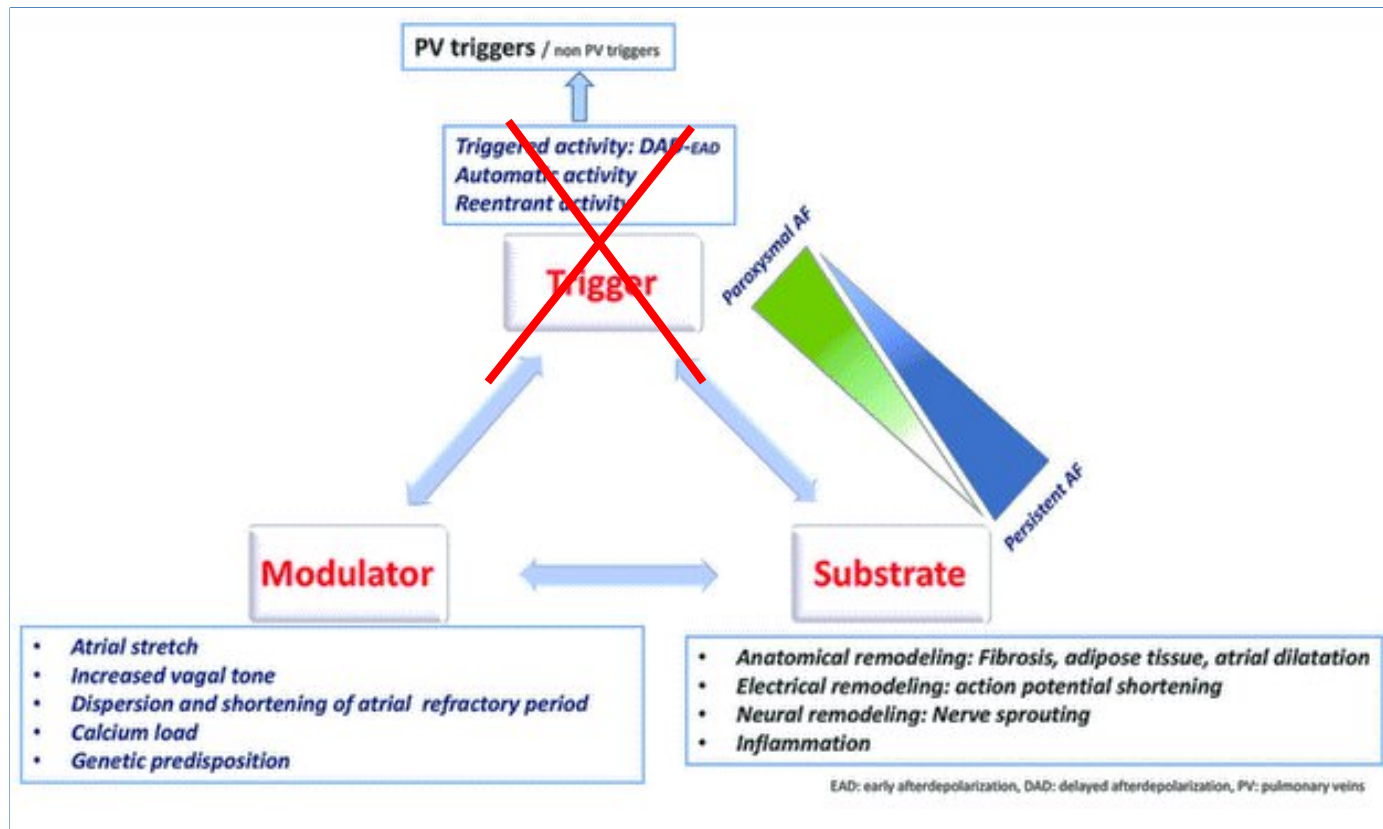 PV triggers / non PV triggers
Triggered activity: DAD-EAD
Automatic activity
Reentrant activity
Trigger
Paroxysmal AF
Persistent AF
Modulator
Substrate
• Atrial stretch
• Increased vagal tone
• Dispersion and shortening of atrial refractory period
• Calcium load
• Genetic predisposition
• Anatomical remodeling: Fibrosis, adipose tissue, atrial dilatation
• Electrical remodeling: action potential shortening
• Neural remodeling: Nerve sprouting
• Inflammation
EAD: early afterdepolarization, DAD: delayed afterdepolarization, PV: pulmonary veins